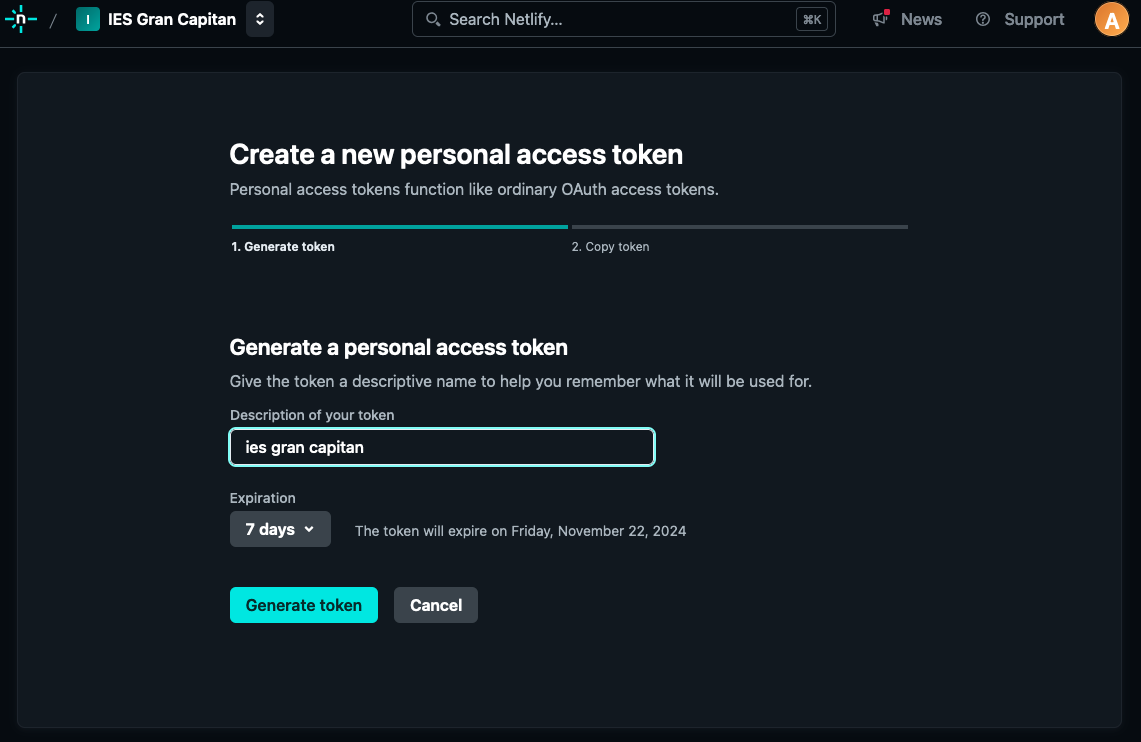 n / I IES Gran Capitan Search Netlify... ⌘K News Support A
Create a new personal access token
Personal access tokens function like ordinary OAuth access tokens.
1. Generate token 2. Copy token
Generate a personal access token
Give the token a descriptive name to help you remember what it will be used for.
Description of your token
ies gran capitan
Expiration
7 days The token will expire on Friday, November 22, 2024
Generate token Cancel